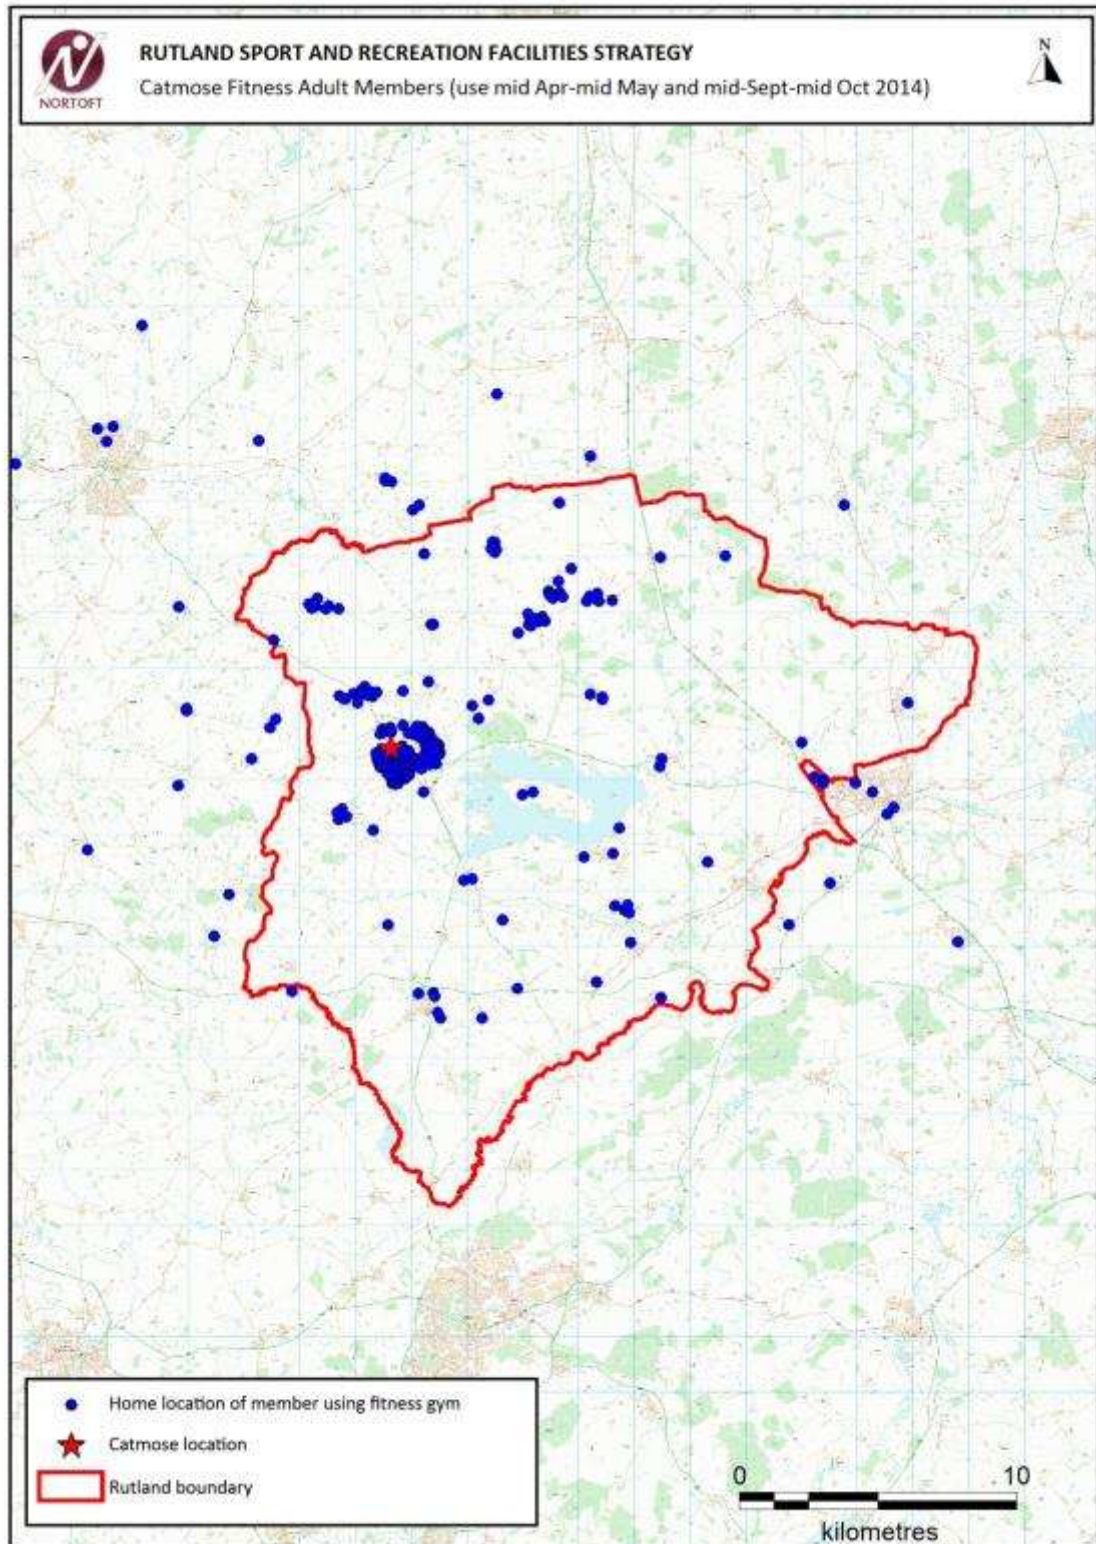 RUTLAND SPORT AND RECREATION FACILITIES STRATEGY
Catmose Fitness Adult Members (use mid Apr-mid May and mid-Sept-mid Oct 2014)
NORTOFT
N
Home location of member using fitness gym
Catmose location
Rutland boundary
0 10
kilometres